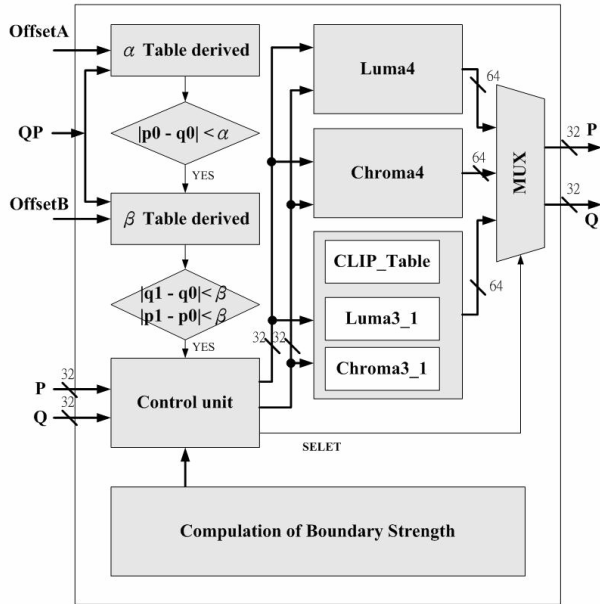 OffsetA
α Table derived
QP
|p0 - q0| < α
YES
OffsetB
β Table derived
|q1 - q0|< β
|p1 - p0|< β
YES
P
32
Q
32
Control unit
32
32
Luma4
64
Chroma4
64
CLIP_Table
Luma3_1
Chroma3_1
64
MUX
32
P
32
Q
SELET
Compulation of Boundary Strength